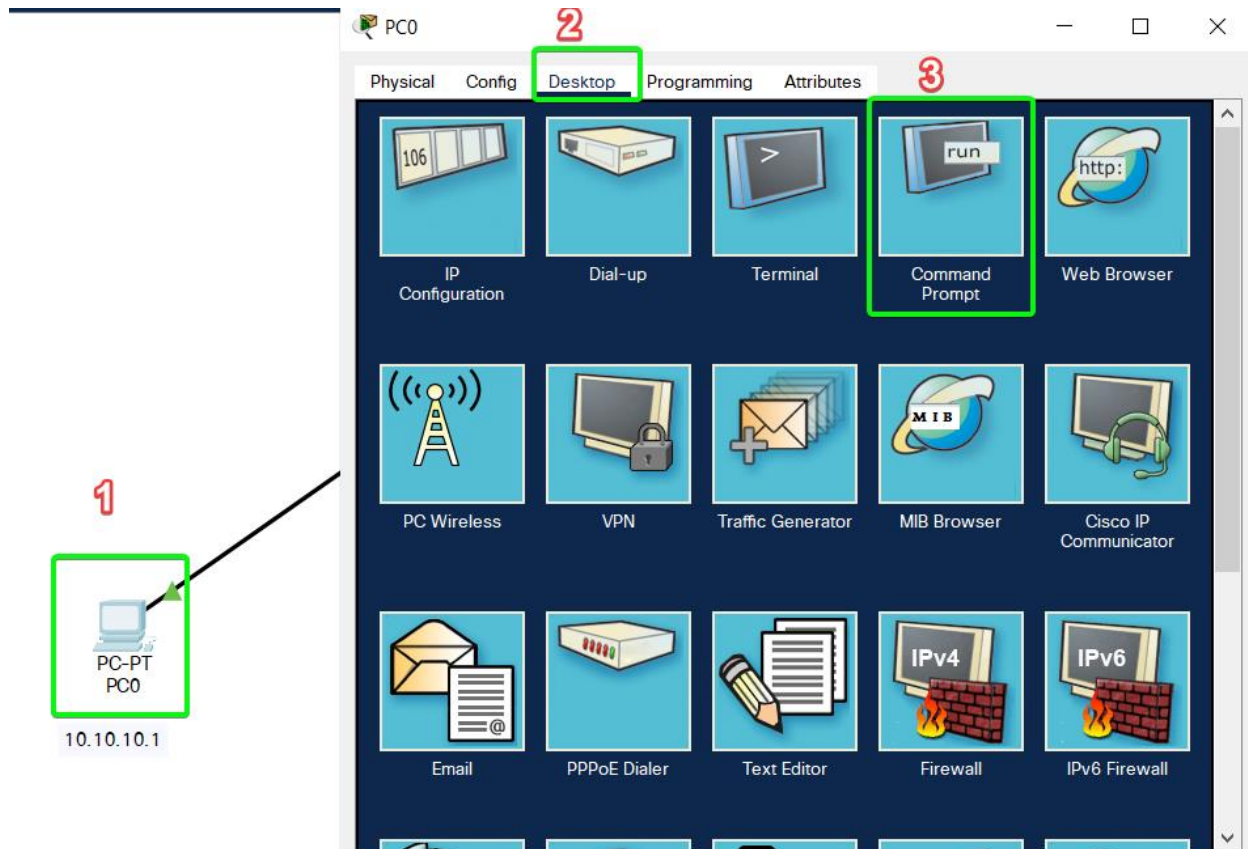 PC0
2
Physical
Config
Desktop
Programming
Attributes
3
106
>
run
http:
IP
Configuration
Dial-up
Terminal
Command
Prompt
Web Browser
MIB
PC Wireless
VPN
Traffic Generator
MIB Browser
Cisco IP
Communicator
1
PC-PT
PC0
10.10.10.1
@
IPv4
IPv6
Email
PPPoE Dialer
Text Editor
Firewall
IPv6 Firewall